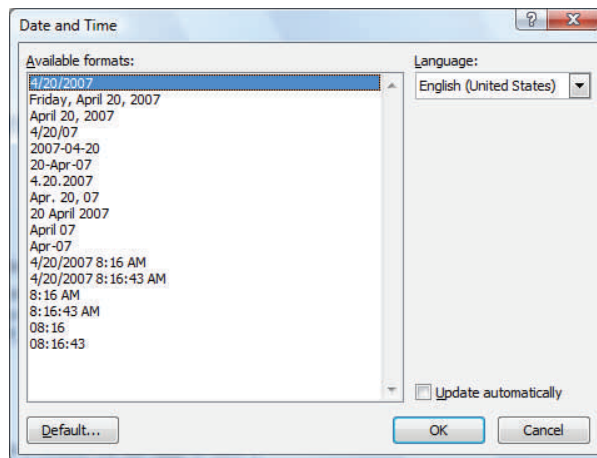 Date and Time
Available formats:
Language:
4/20/2007
English (United States)
Friday, April 20, 2007
April 20, 2007
4/20/07
2007-04-20
20-Apr-07
4.20.2007
Apr. 20, 07
20 April 2007
April 07
Apr-07
4/20/2007 8:16 AM
4/20/2007 8:16:43 AM
8:16 AM
8:16:43 AM
08:16
08:16:43
Update automatically
Default...
OK
Cancel